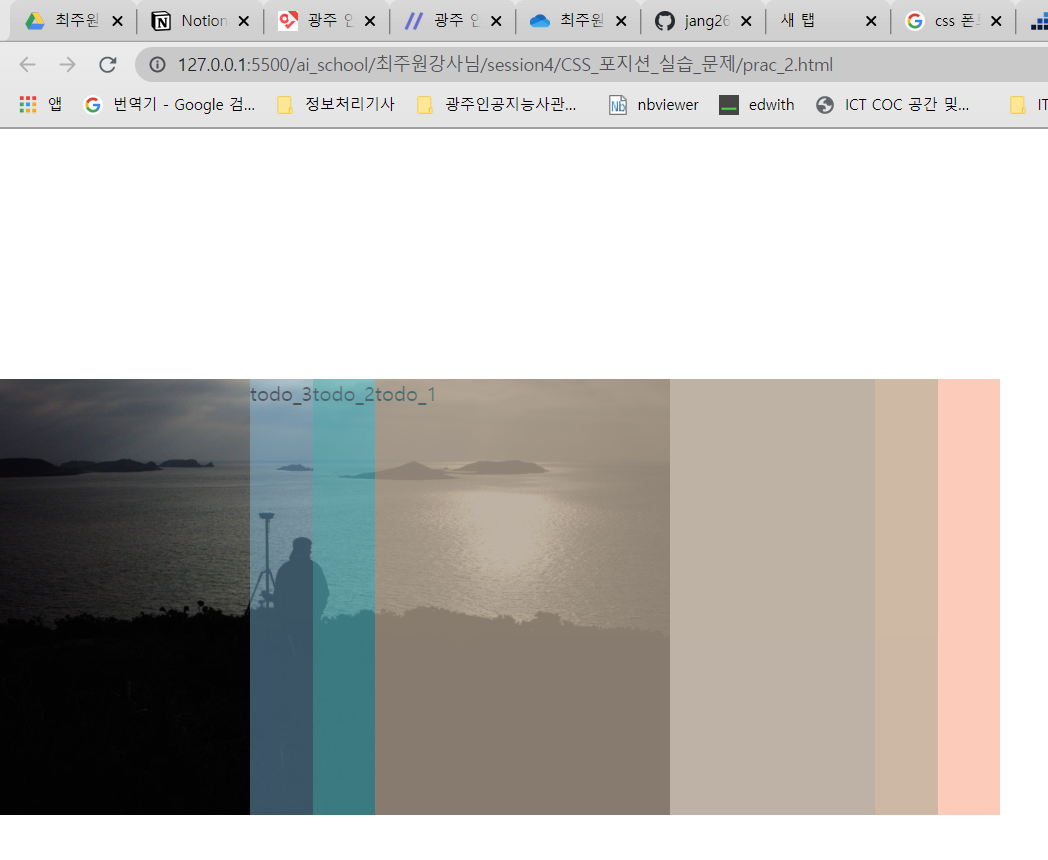 최주원 Notion 광주 인 광주 인 최주원 jang26 새 탭 css 폰
127.0.0.1:5500/ai_school/최주원강사님/session4/CSS_포지션_실습_문제/prac_2.html
앱 번역기 - Google 검... 정보처리기사 광주인공지능사관... nbviewer edwith ICT COC 공간 및... IT
todo_3todo_2todo_1